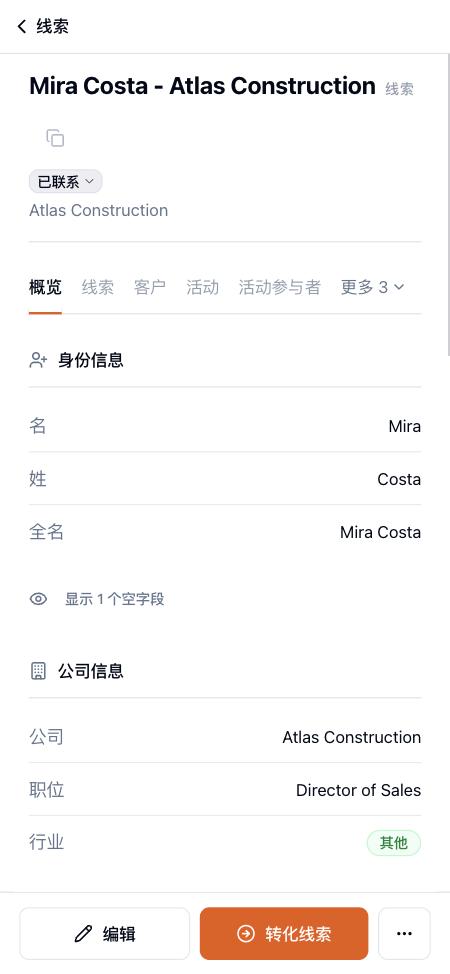 线索
Mira Costa - Atlas Construction 线索
已联系
Atlas Construction
概览 线索 客户 活动 活动参与者 更多 3
身份信息
名 Mira
姓 Costa
全名 Mira Costa
显示 1 个空字段
公司信息
公司 Atlas Construction
职位 Director of Sales
行业 其他
编辑 转化线索 ···